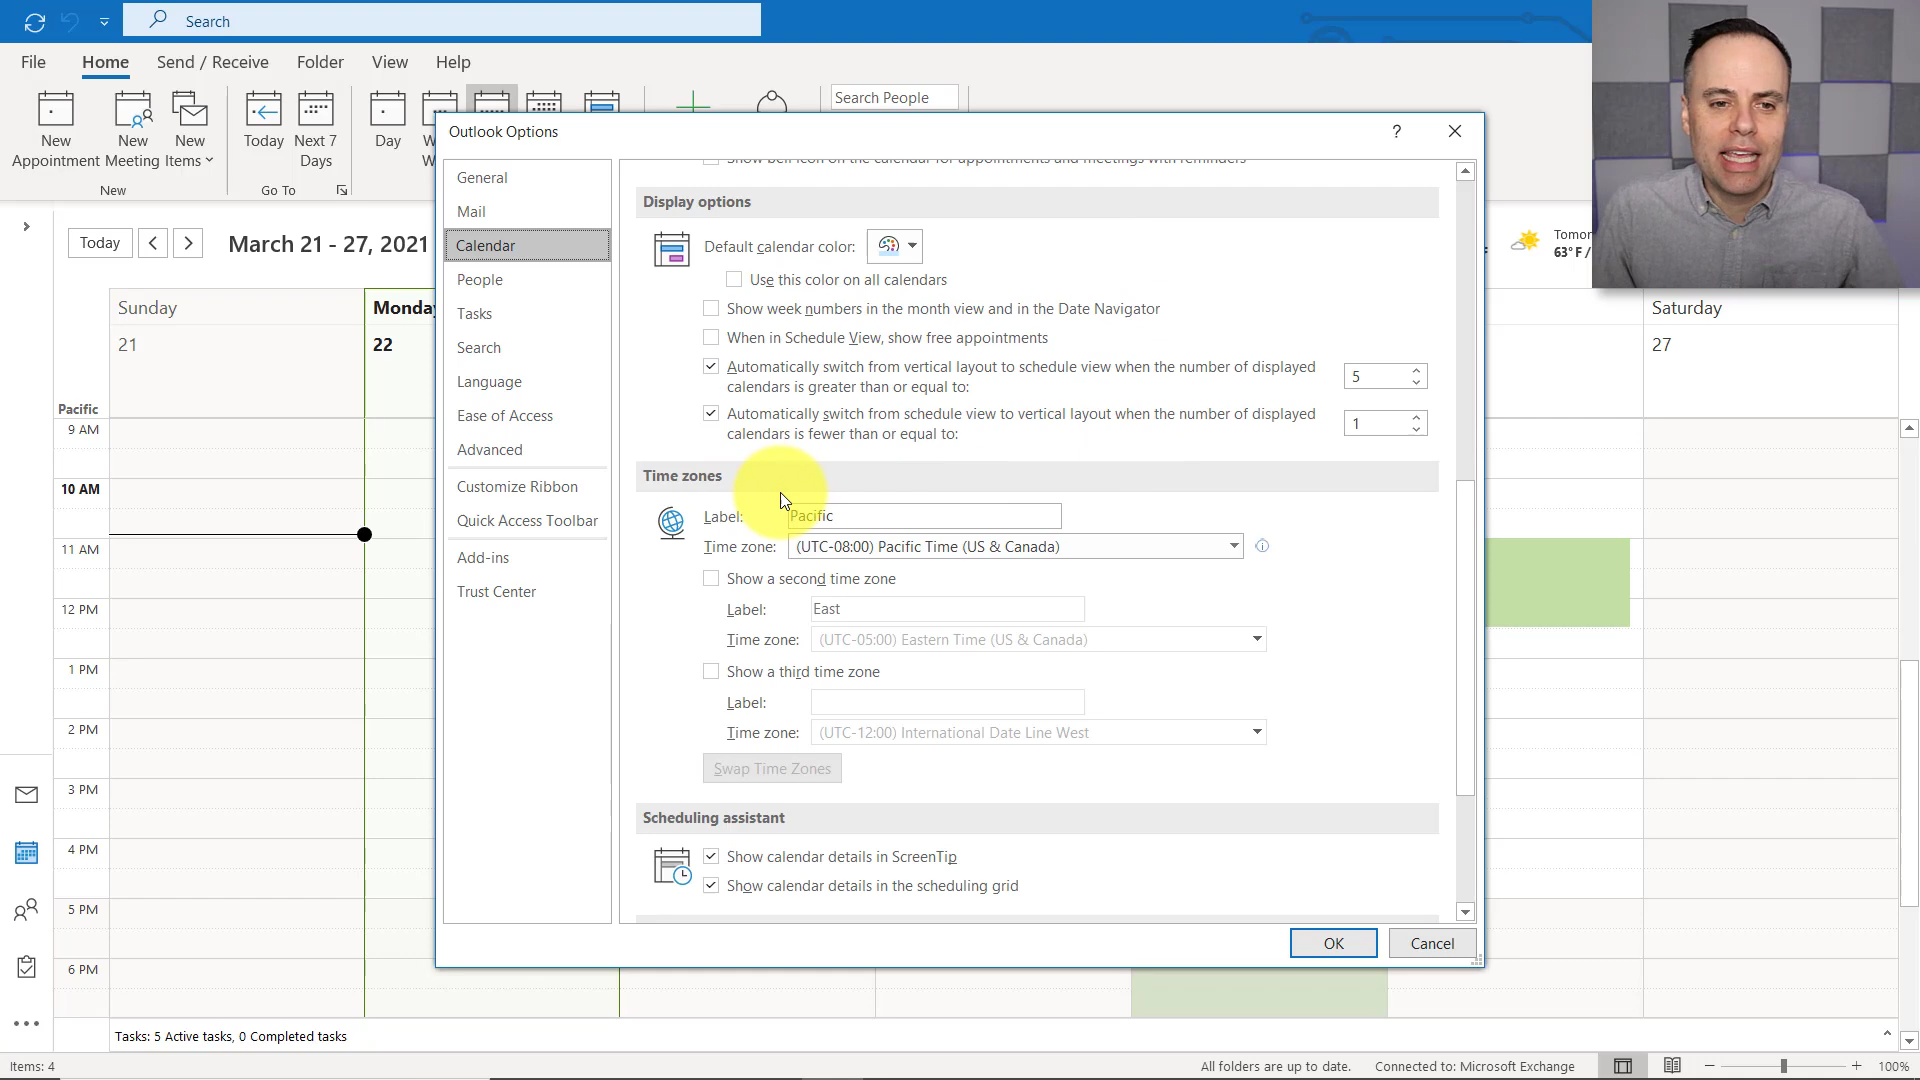 Search
File Home Send / Receive Folder View Help
Search People
New Appointment
New Meeting
New Items
Today
Next 7 Days
Day
New
Go To
Outlook Options
?
General
Mail
Calendar
People
Tasks
Search
Language
Ease of Access
Advanced
Customize Ribbon
Quick Access Toolbar
Add-ins
Trust Center
Display options
Default calendar color:
Use this color on all calendars
Show week numbers in the month view and in the Date Navigator
When in Schedule View, show free appointments
Automatically switch from vertical layout to schedule view when the number of displayed
calendars is greater than or equal to:
5
Automatically switch from schedule view to vertical layout when the number of displayed
calendars is fewer than or equal to:
1
Time zones
Label: Pacific
Time zone: (UTC-08:00) Pacific Time (US & Canada)
Show a second time zone
Label: East
Time zone: (UTC-05:00) Eastern Time (US & Canada)
Show a third time zone
Label:
Time zone: (UTC-12:00) International Date Line West
Swap Time Zones
Scheduling assistant
Show calendar details in ScreenTip
Show calendar details in the scheduling grid
OK Cancel
Today
March 21 - 27, 2021
63°F/
Sunday
Saturday
21
22
27
Pacific
9 AM
10 AM
11 AM
12 PM
1 PM
2 PM
3 PM
4 PM
5 PM
6 PM
Tasks: 5 Active tasks, 0 Completed tasks
Items: 4
All folders are up to date. Connected to: Microsoft Exchange
100%